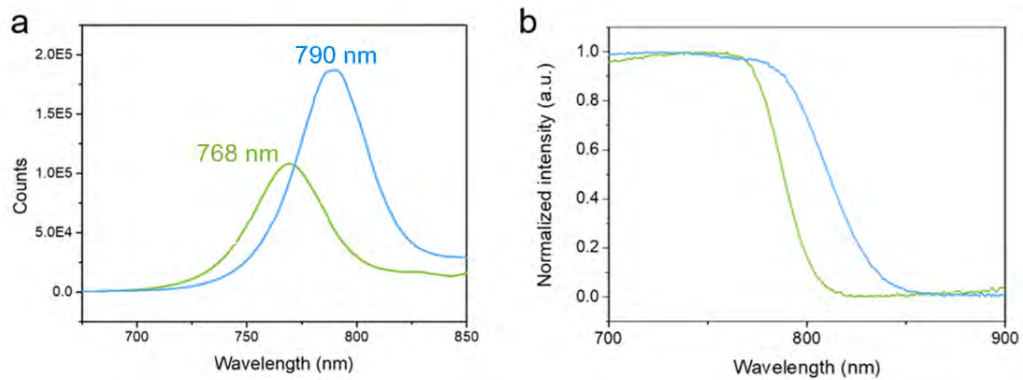 a
790 nm
768 nm
2.0E5
1.5E5
1.0E5
5.0E4
0.0
Counts
700 750 800 850
Wavelength (nm)
b
1.0
0.8
0.6
0.4
0.2
0.0
Normalized intensity (a.u.)
700 800 900
Wavelength (nm)